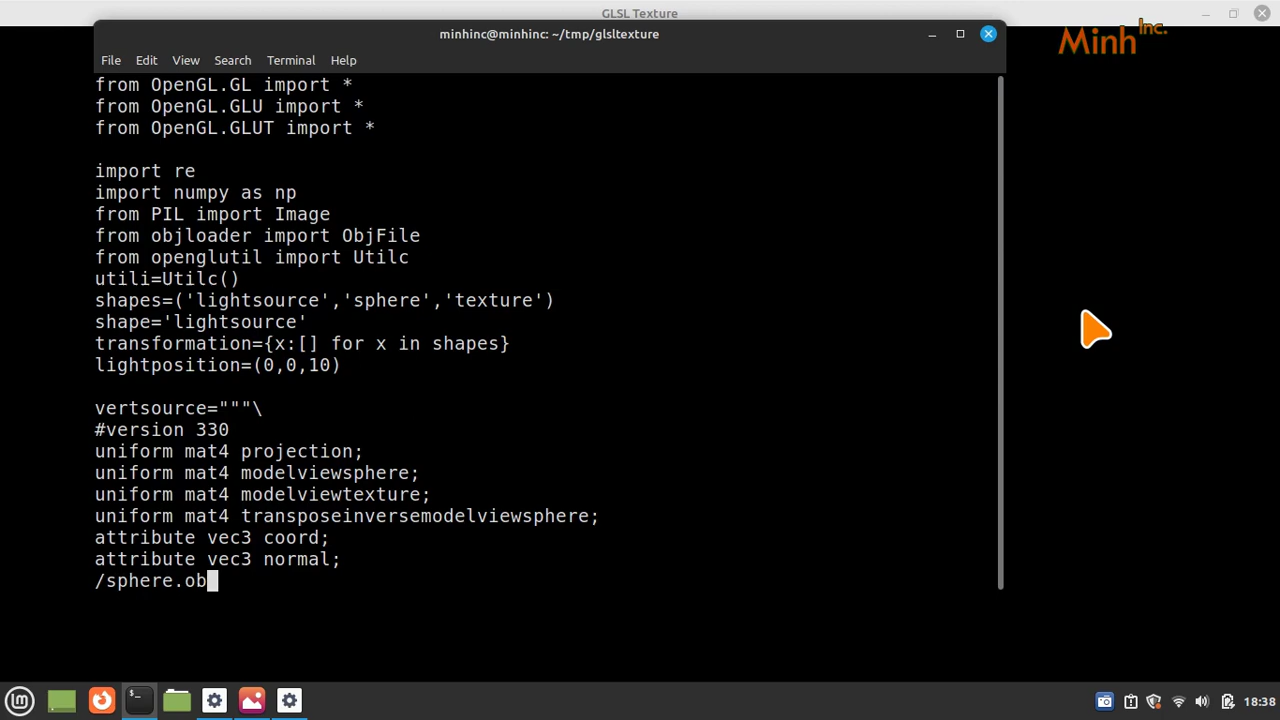 GLSL Texture
Minh Inc.
minhinc@minhinc: ~/tmp/glsltexture
File Edit View Search Terminal Help
from OpenGL.GL import *
from OpenGL.GLU import *
from OpenGL.GLUT import *
import re
import numpy as np
from PIL import Image
from objloader import ObjFile
from openglutil import Utilc
utili=Utilc()
shapes=('lightsource','sphere','texture')
shape='lightsource'
transformation={x:[] for x in shapes}
lightposition=(0,0,10)
vertsource="""\
#version 330
uniform mat4 projection;
uniform mat4 modelviewsphere;
uniform mat4 modelviewtexture;
uniform mat4 transposeinversemodelviewsphere;
attribute vec3 coord;
attribute vec3 normal;
/sphere.ob
18:38